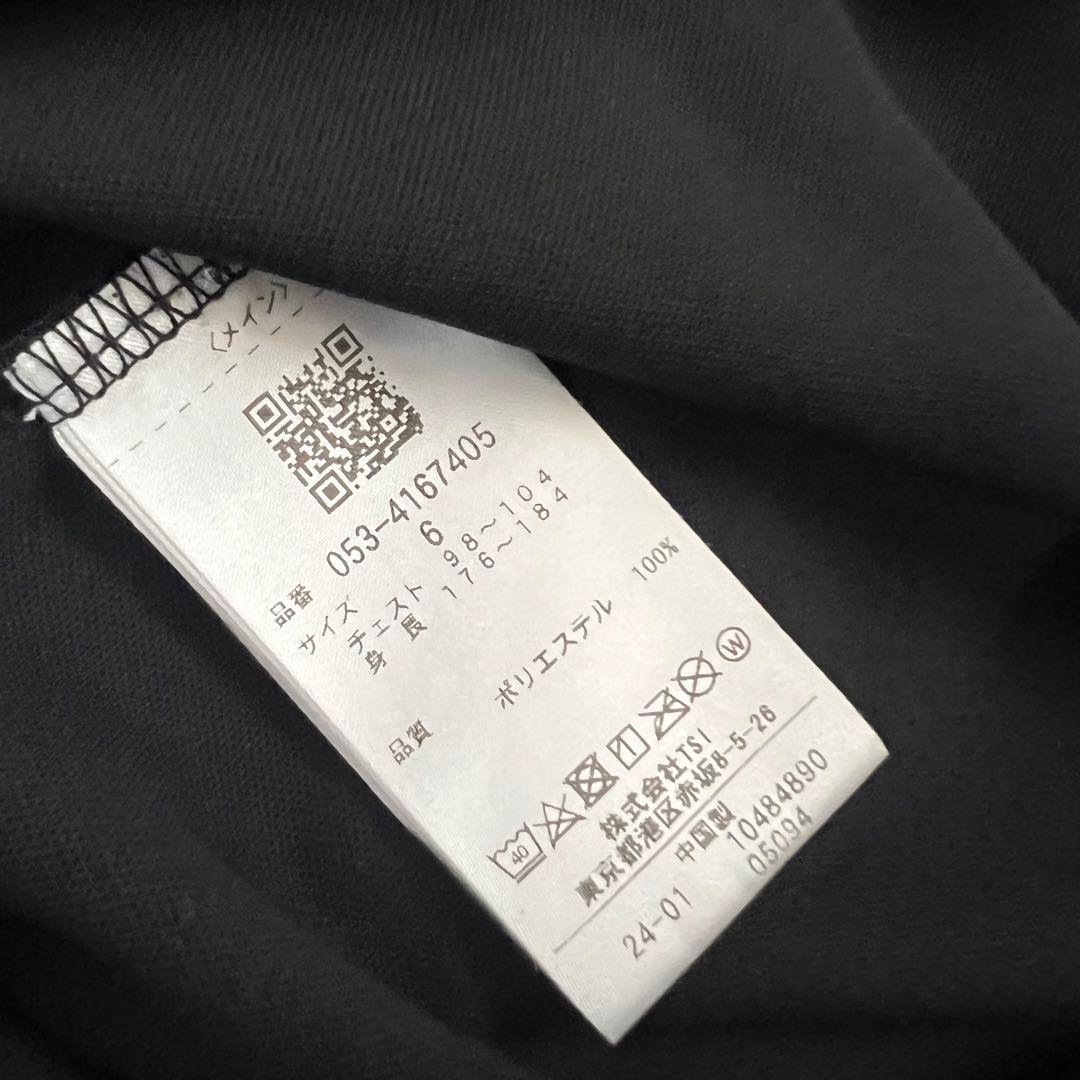 〈メイン〉
品番 053-4167405
サイズ 6
チェスト 98～104
身長 176～184
品質 ポリエステル 100%
40 W
株式会社TSI
東京都港区赤坂8-5-26
中国製 10484890
24-01 05094